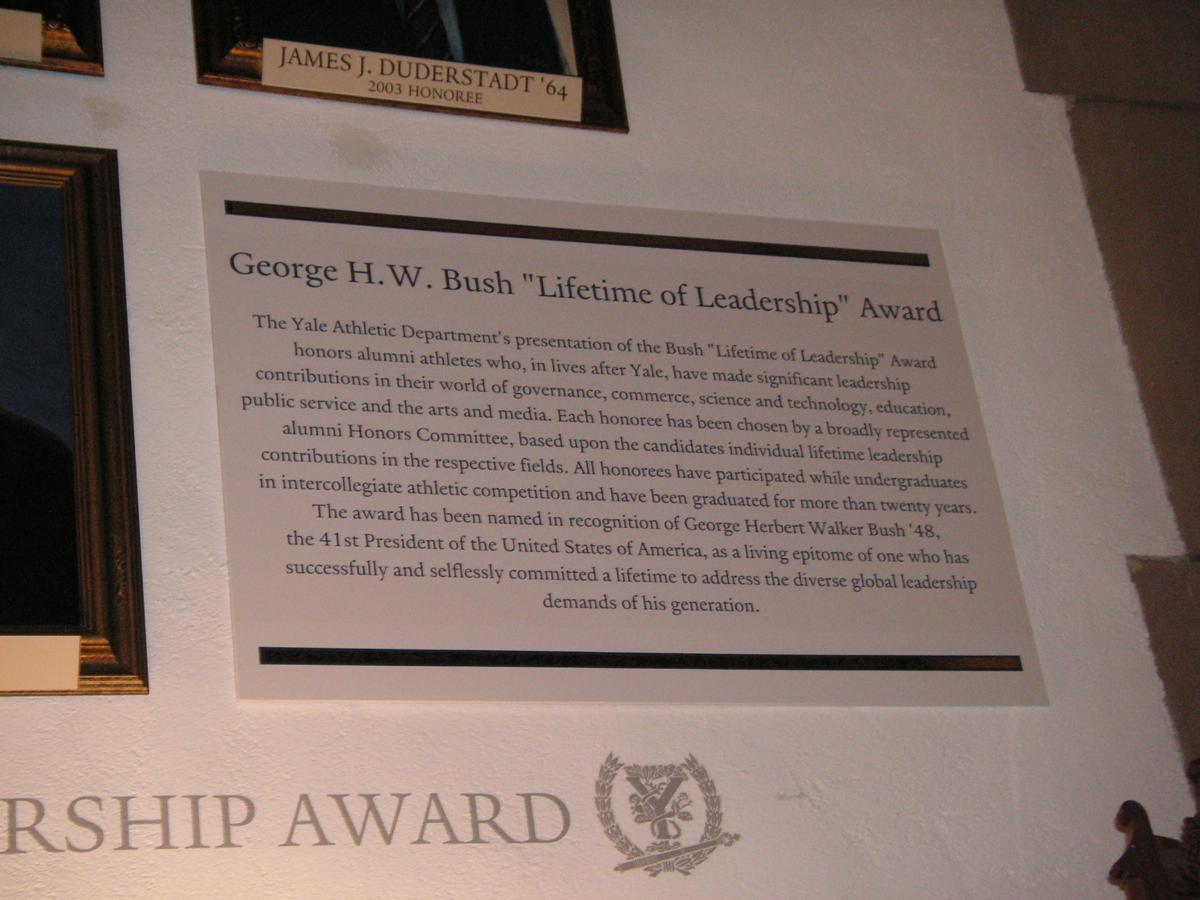 JAMES J. DUDERSTADT '64
2003 HONOREE
George H.W. Bush "Lifetime of Leadership" Award
The Yale Athletic Department's presentation of the Bush "Lifetime of Leadership" Award
honors alumni athletes who, in lives after Yale, have made significant leadership
contributions in their world of governance, commerce, science and technology, education,
public service and the arts and media. Each honoree has been chosen by a broadly represented
alumni Honors Committee, based upon the candidates individual lifetime leadership
contributions in the respective fields. All honorees have participated while undergraduates
in intercollegiate athletic competition and have been graduated for more than twenty years.
The award has been named in recognition of George Herbert Walker Bush '48,
the 41st President of the United States of America, as a living epitome of one who has
successfully and selflessly committed a lifetime to address the diverse global leadership
demands of his generation.
RSHIP AWARD
Y